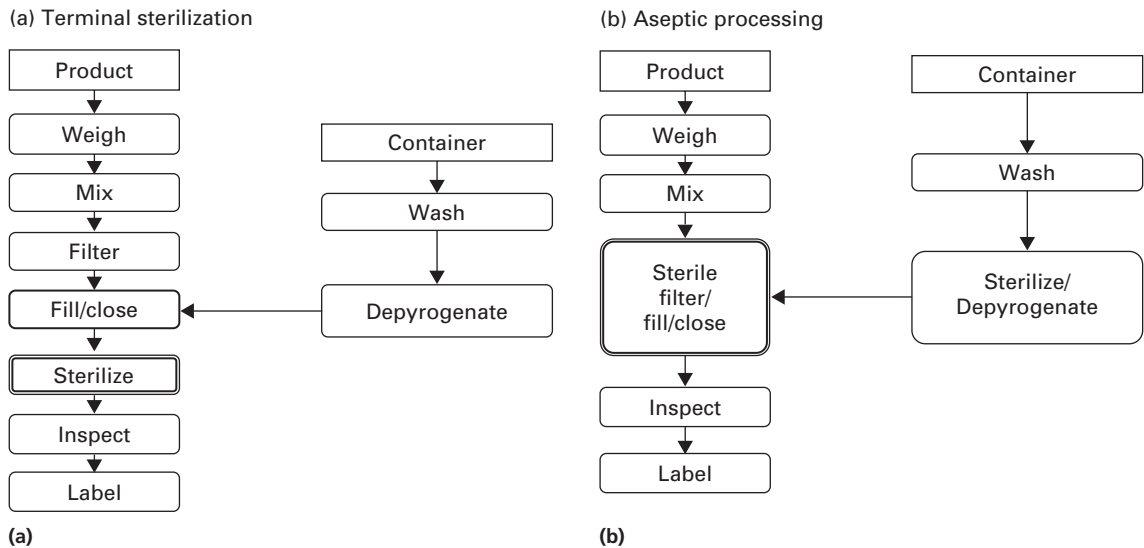 (a) Terminal sterilization
Product
Weigh
Mix
Filter
Fill/close
Sterilize
Inspect
Label
Container
Wash
Depyrogenate
(a)
(b) Aseptic processing
Product
Weigh
Mix
Sterile
filter/
fill/close
Inspect
Label
Container
Wash
Sterilize/
Depyrogenate
(b)